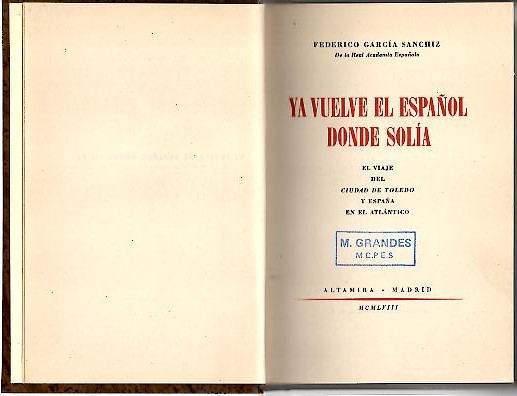 FEDERICO GARCÍA SANCHIZ
De la Real Academia Española
YA VUELVE EL ESPAÑOL
DONDE SOLÍA
EL VIAJE
DEL
CIUDAD DE TOLEDO
Y ESPAÑA
EN EL ATLÁNTICO
M. GRANDES
M C.P.E.S
ALTAMIRA - MADRID
MCMLVIII